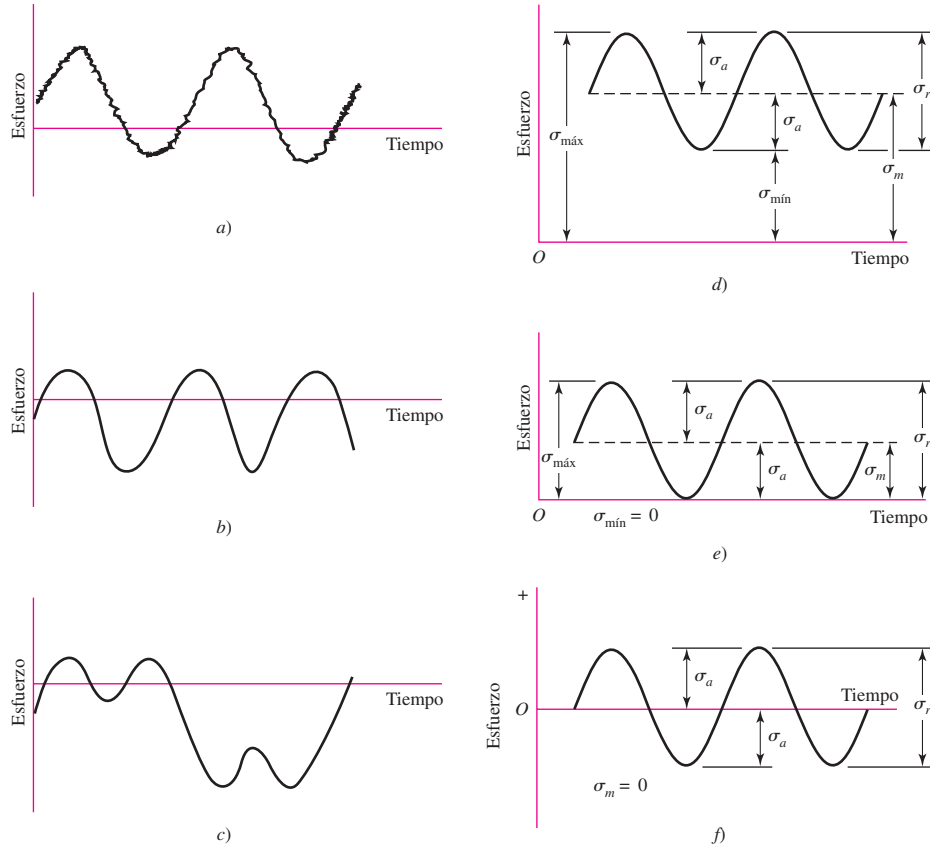 Esfuerzo
Tiempo
a)
Esfuerzo
Tiempo
b)
Esfuerzo
Tiempo
c)
Esfuerzo
σmáx
σa
σa
σmín
σm
σr
O
Tiempo
d)
Esfuerzo
σmáx
σa
σa
σm
σr
O
σmín = 0
Tiempo
e)
+
Esfuerzo
O
σa
σa
Tiempo
σr
σm = 0
f)